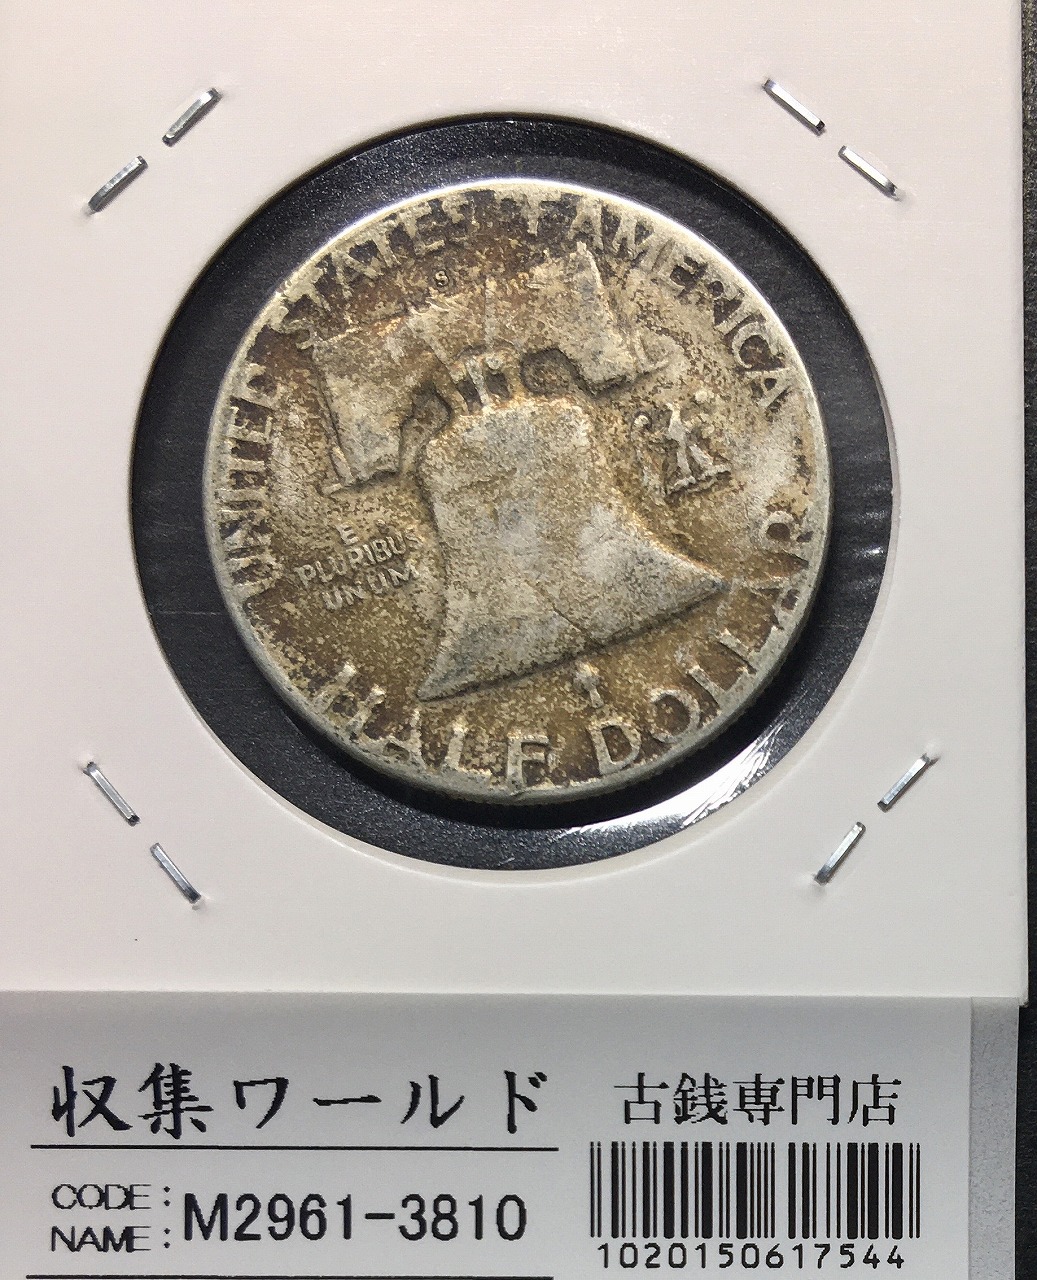 UNITED STATES OF AMERICA
S
E
PLURIBUS
UNUM
HALF DOLLAR
収集ワールド
古銭専門店
CODE:
NAME: M2961-3810
1020150617544